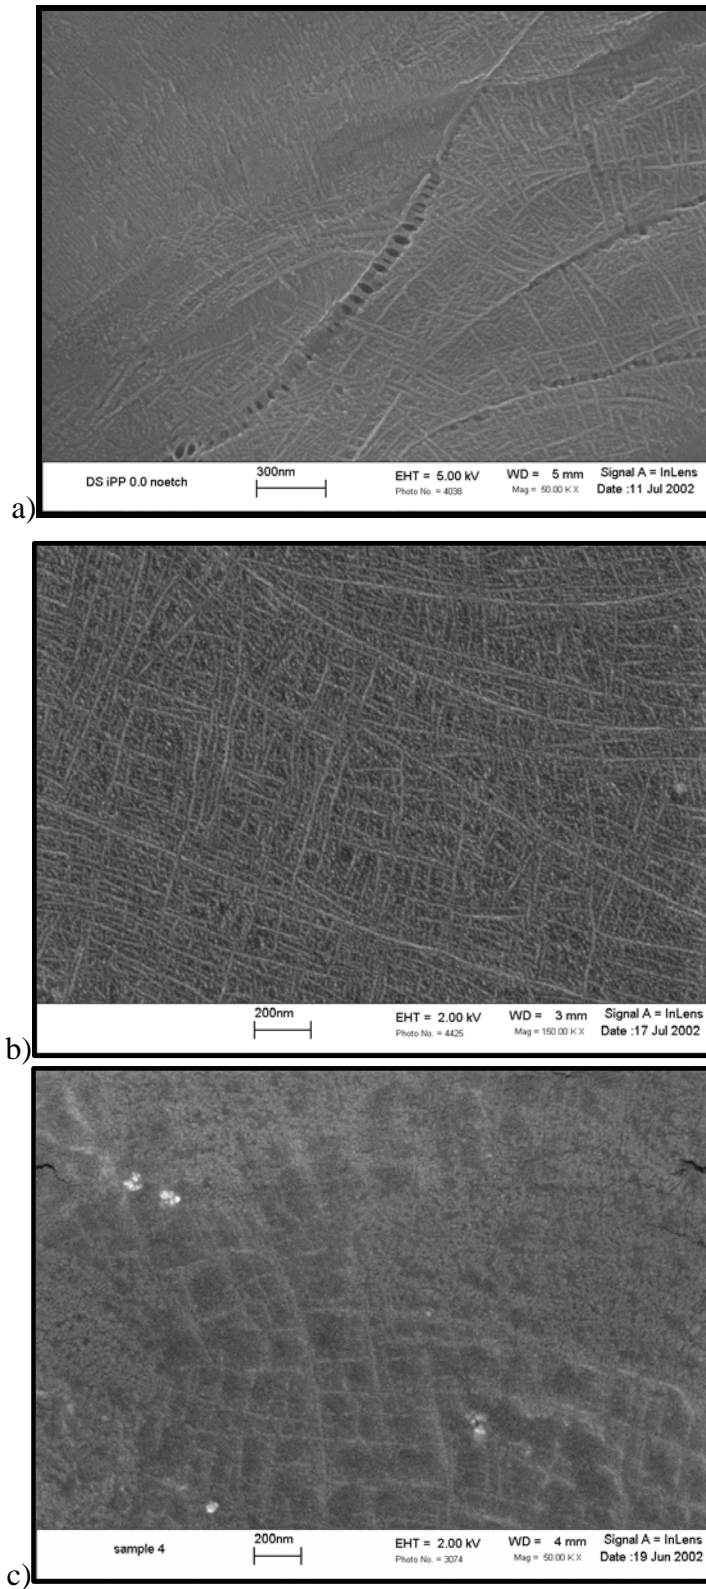 DS iPP 0.0 noetch
300nm
EHT = 5.00 kV
WD = 5 mm
Signal A = InLens
Photo No. = 4038
Mag = 50.00 K X
Date :11 Jul 2002
a)
200nm
EHT = 2.00 kV
WD = 3 mm
Signal A = InLens
Photo No. = 4425
Mag = 150.00 K X
Date :17 Jul 2002
b)
sample 4
200nm
EHT = 2.00 kV
WD = 4 mm
Signal A = InLens
Photo No. = 3074
Mag = 50.00 K X
Date :19 Jun 2002
c)